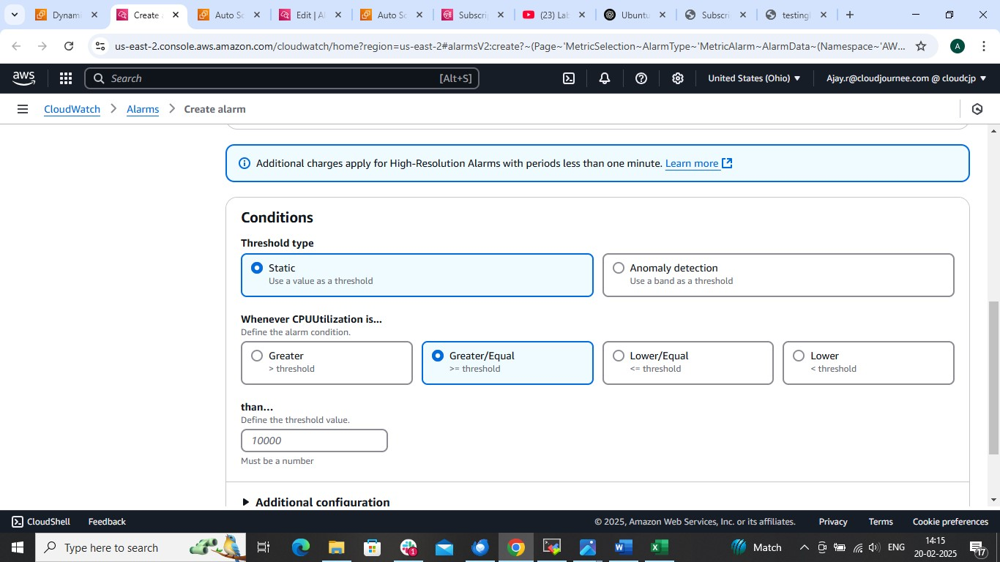 Dynam
Create a
Auto Sc
Edit | Al
Auto Sc
Subscri
(23) Lab
Ubuntu
Subscri
testingl
us-east-2.console.aws.amazon.com/cloudwatch/home?region=us-east-2#alarmsV2:create?~(Page~'MetricSelection~AlarmType~'MetricAlarm~AlarmData~(Namespace~'AW...
A
aws
Search
[Alt+S]
United States (Ohio)
Ajay.r@cloudjournee.com @ cloudcjp
CloudWatch
Alarms
Create alarm
Additional charges apply for High-Resolution Alarms with periods less than one minute. Learn more
Conditions
Threshold type
Static
Use a value as a threshold
Anomaly detection
Use a band as a threshold
Whenever CPUUtilization is...
Define the alarm condition.
Greater
> threshold
Greater/Equal
>= threshold
Lower/Equal
<= threshold
Lower
< threshold
than...
Define the threshold value.
10000
Must be a number
Additional configuration
CloudShell
Feedback
© 2025, Amazon Web Services, Inc. or its affiliates.
Privacy
Terms
Cookie preferences
Type here to search
1
Match
ENG
14:15
20-02-2025
17